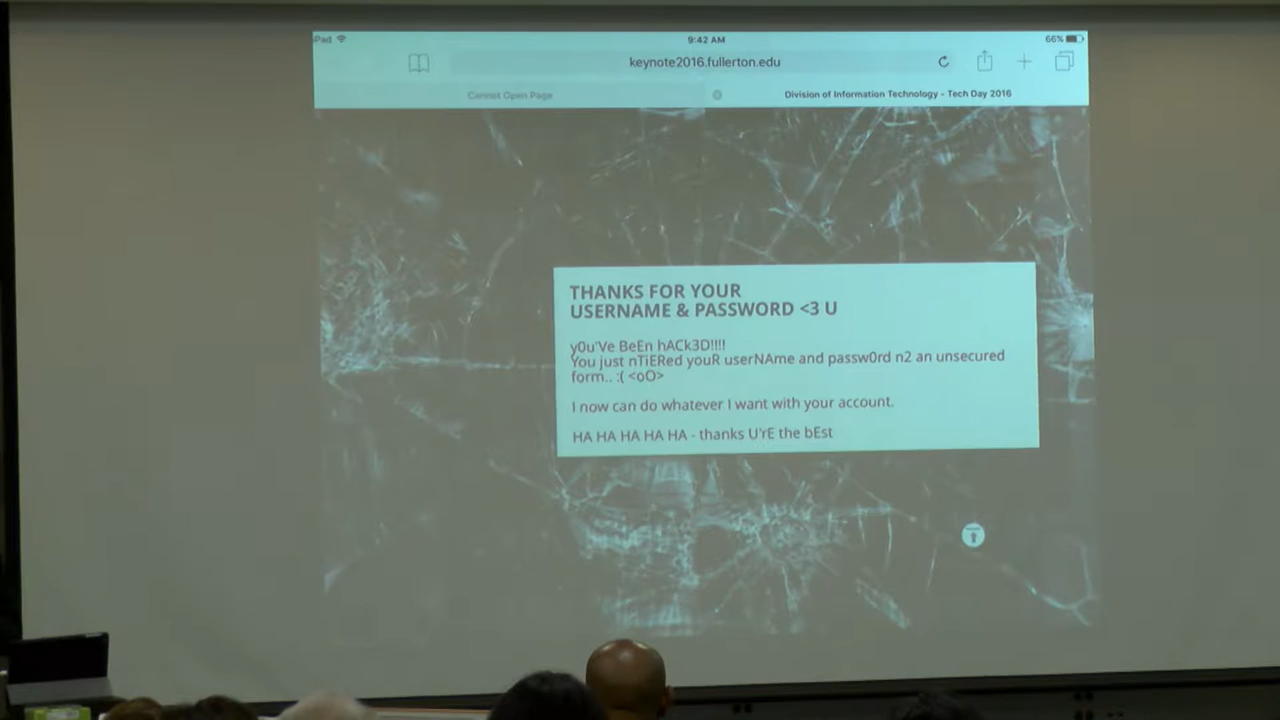 iPad
9:42 AM
66%
keynote2016.fullerton.edu
Cannot Open Page
Division of Information Technology - Tech Day 2016
THANKS FOR YOUR
USERNAME & PASSWORD <3 U
y0u'Ve BeEn hACk3D!!!!
You just nTiERed youR userNAme and passw0rd n2 an unsecured
form.. :( <oO>
I now can do whatever I want with your account.
HA HA HA HA HA - thanks U'rE the bEst